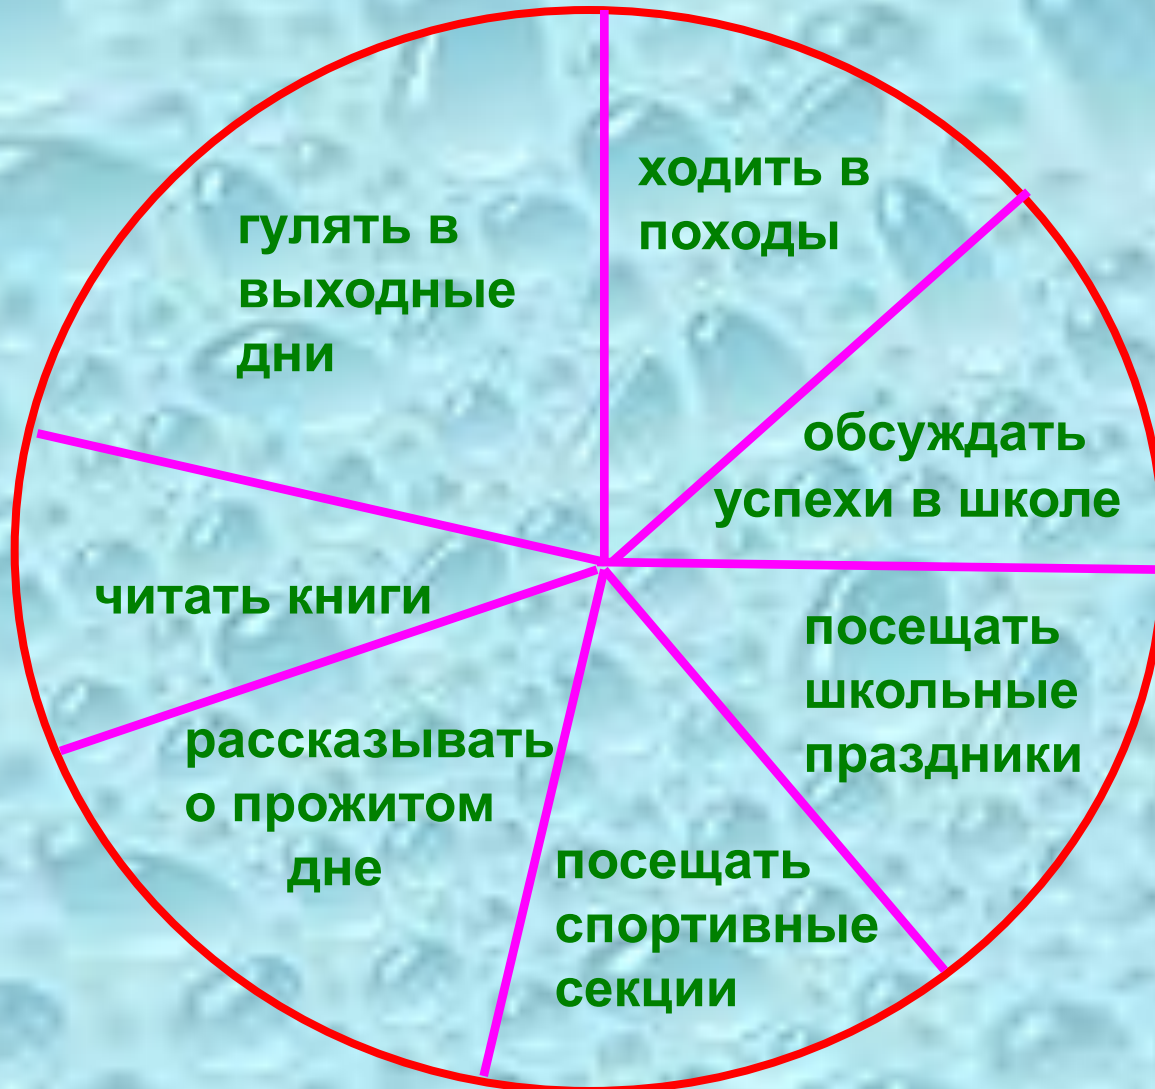 ходить в
походы
гулять в
выходные
дни
обсуждать
успехи в школе
читать книги
посещать
школьные
праздники
рассказывать
о прожитом
дне
посещать
спортивные
секции